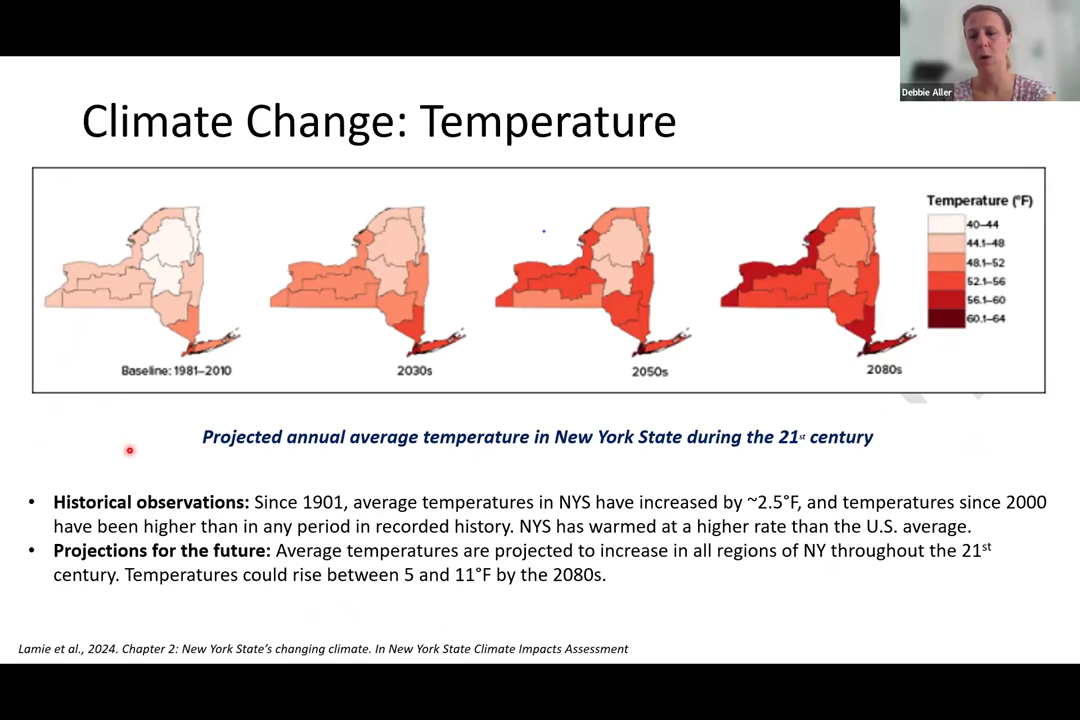 Debbie Aller
Climate Change: Temperature
Temperature (°F)
40–44
44.1–48
48.1–52
52.1–56
56.1–60
60.1–64
Baseline: 1981–2010
2030s
2050s
2080s
Projected annual average temperature in New York State during the 21st century
• Historical observations: Since 1901, average temperatures in NYS have increased by ~2.5°F, and temperatures since 2000
have been higher than in any period in recorded history. NYS has warmed at a higher rate than the U.S. average.
• Projections for the future: Average temperatures are projected to increase in all regions of NY throughout the 21st
century. Temperatures could rise between 5 and 11°F by the 2080s.
Lamie et al., 2024. Chapter 2: New York State's changing climate. In New York State Climate Impacts Assessment